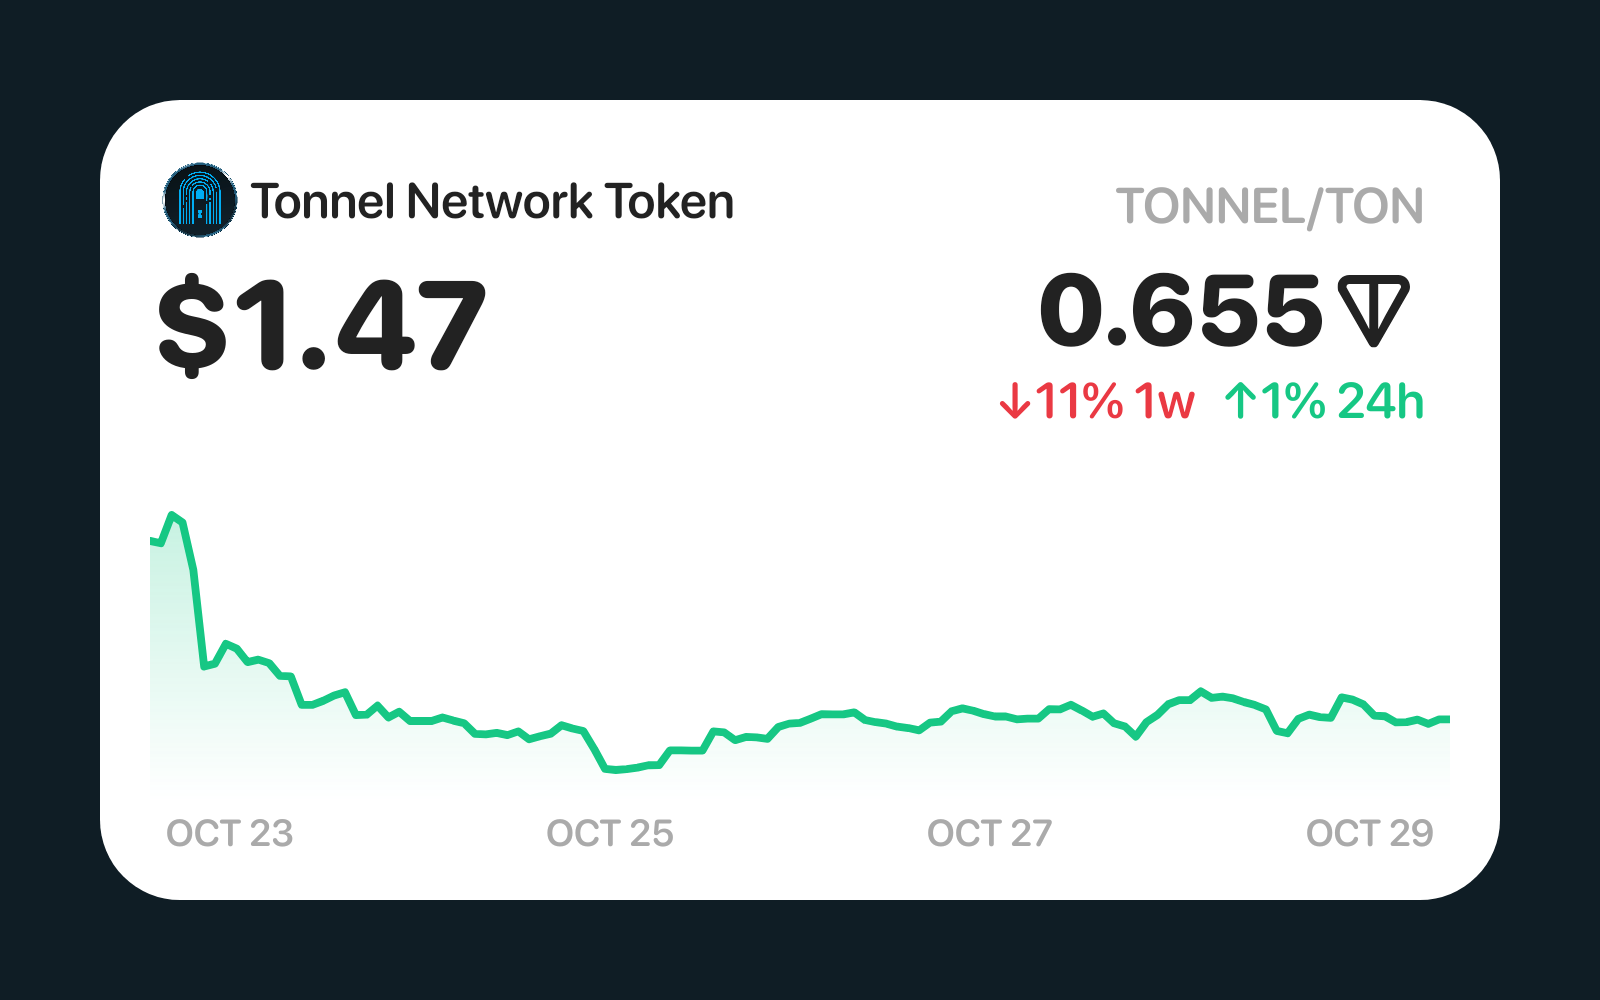 Tonnel Network Token
TONNEL/TON
$1.47
0.655
↓11% 1w ↑1% 24h
OCT 23 OCT 25 OCT 27 OCT 29